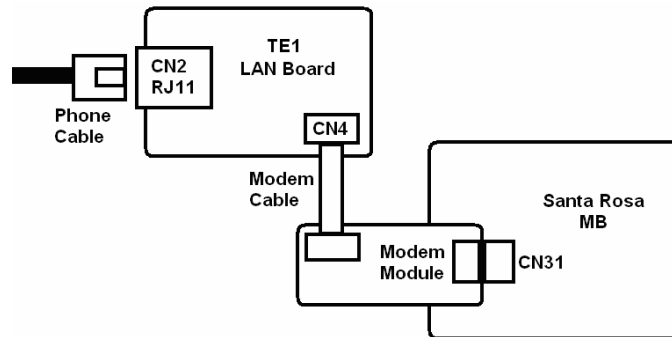 TE1
LAN Board
CN2
RJ11
Phone
Cable
CN4
Modem
Cable
Santa Rosa
MB
Modem
Module
CN31